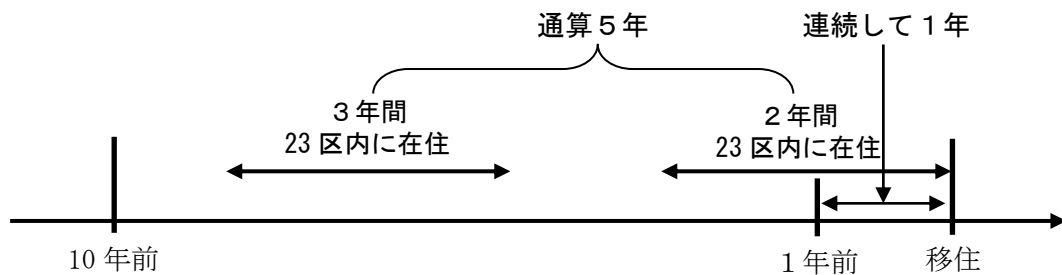 通算５年
連続して１年
３年間
23 区内に在住
２年間
23 区内に在住
10 年前
１年前
移住